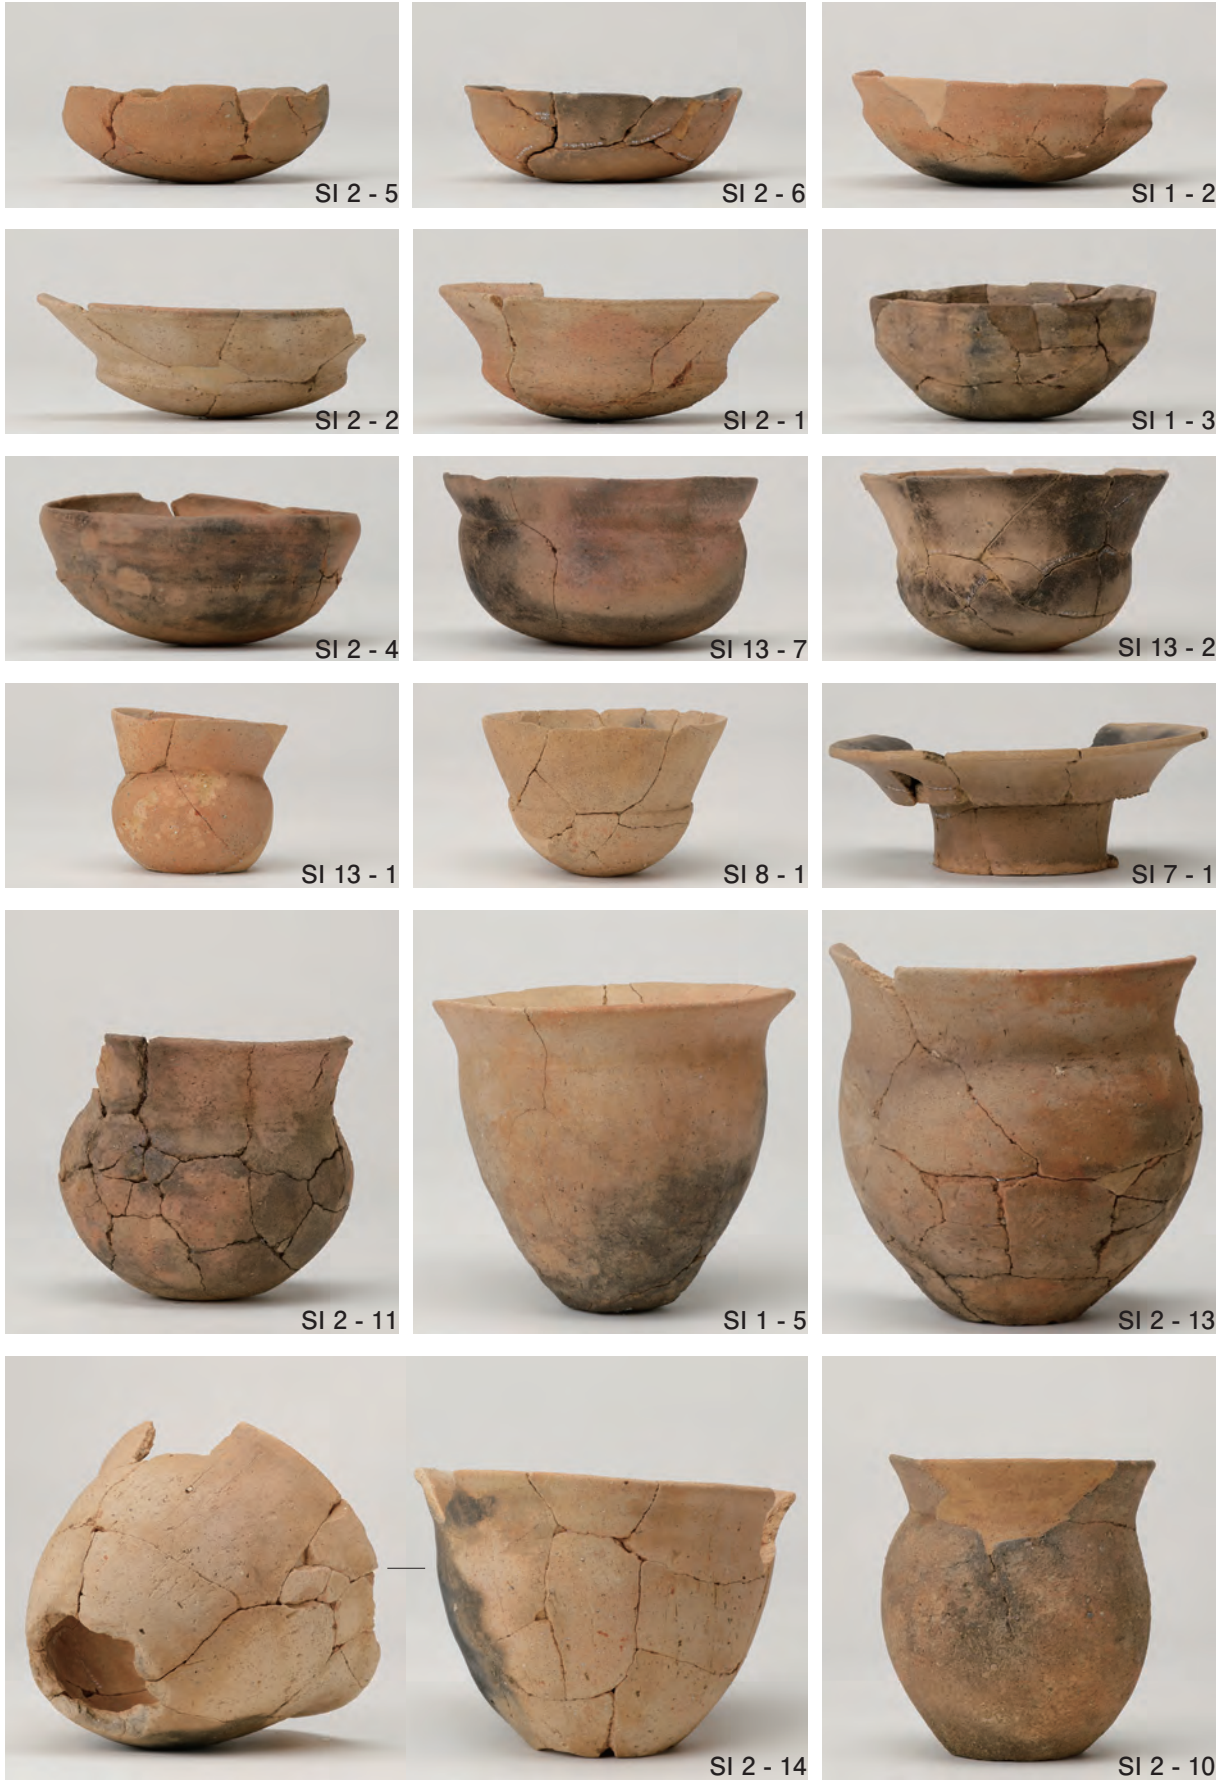 SI 2 - 5
SI 2 - 6
SI 1 - 2
SI 2 - 2
SI 2 - 1
SI 1 - 3
SI 2 - 4
SI 13 - 7
SI 13 - 2
SI 13 - 1
SI 8 - 1
SI 7 - 1
SI 2 - 11
SI 1 - 5
SI 2 - 13
SI 2 - 14
SI 2 - 10